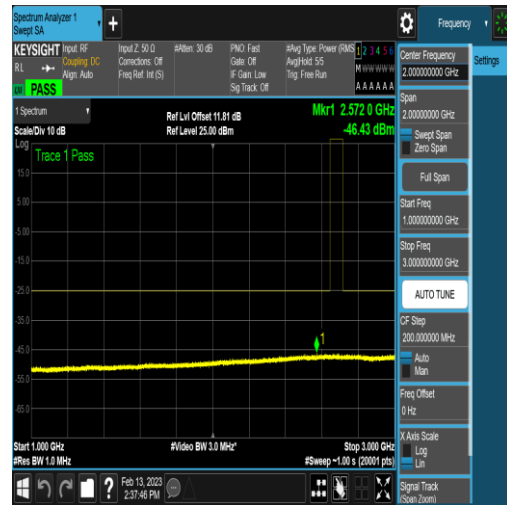 Spectrum Analyzer 1
Swept SA
Frequency
KEYSIGHT
RL
PASS
Input: RF
Coupling: DC
Align: Auto
Input Z: 50 Ω
Corrections: Off
Freq Ref: Int (S)
#Atten: 30 dB
PNO: Fast
Gate: Off
IF Gain: Low
Sig Track: Off
#Avg Type: Power (RMS
Avg|Hold: 5/5
Trig: Free Run
1 2 3 4 5 6
M W W W W W
A A A A A A
1 Spectrum
Scale/Div 10 dB
Ref Lvl Offset 11.81 dB
Ref Level 25.00 dBm
Mkr1 2.572 0 GHz
-46.43 dBm
Log
Trace 1 Pass
15.0
5.00
-5.00
-15.0
-25.0
-35.0
-45.0
-55.0
-65.0
1
Start 1.000 GHz
#Res BW 1.0 MHz
#Video BW 3.0 MHz*
Stop 3.000 GHz
#Sweep ~1.00 s (20001 pts)
?
Feb 13, 2023
2:37:46 PM
Center Frequency
2.000000000 GHz
Settings
Span
2.00000000 GHz
Swept Span
Zero Span
Full Span
Start Freq
1.000000000 GHz
Stop Freq
3.000000000 GHz
AUTO TUNE
CF Step
200.000000 MHz
Auto
Man
Freq Offset
0 Hz
X Axis Scale
Log
Lin
Signal Track
(Span Zoom)